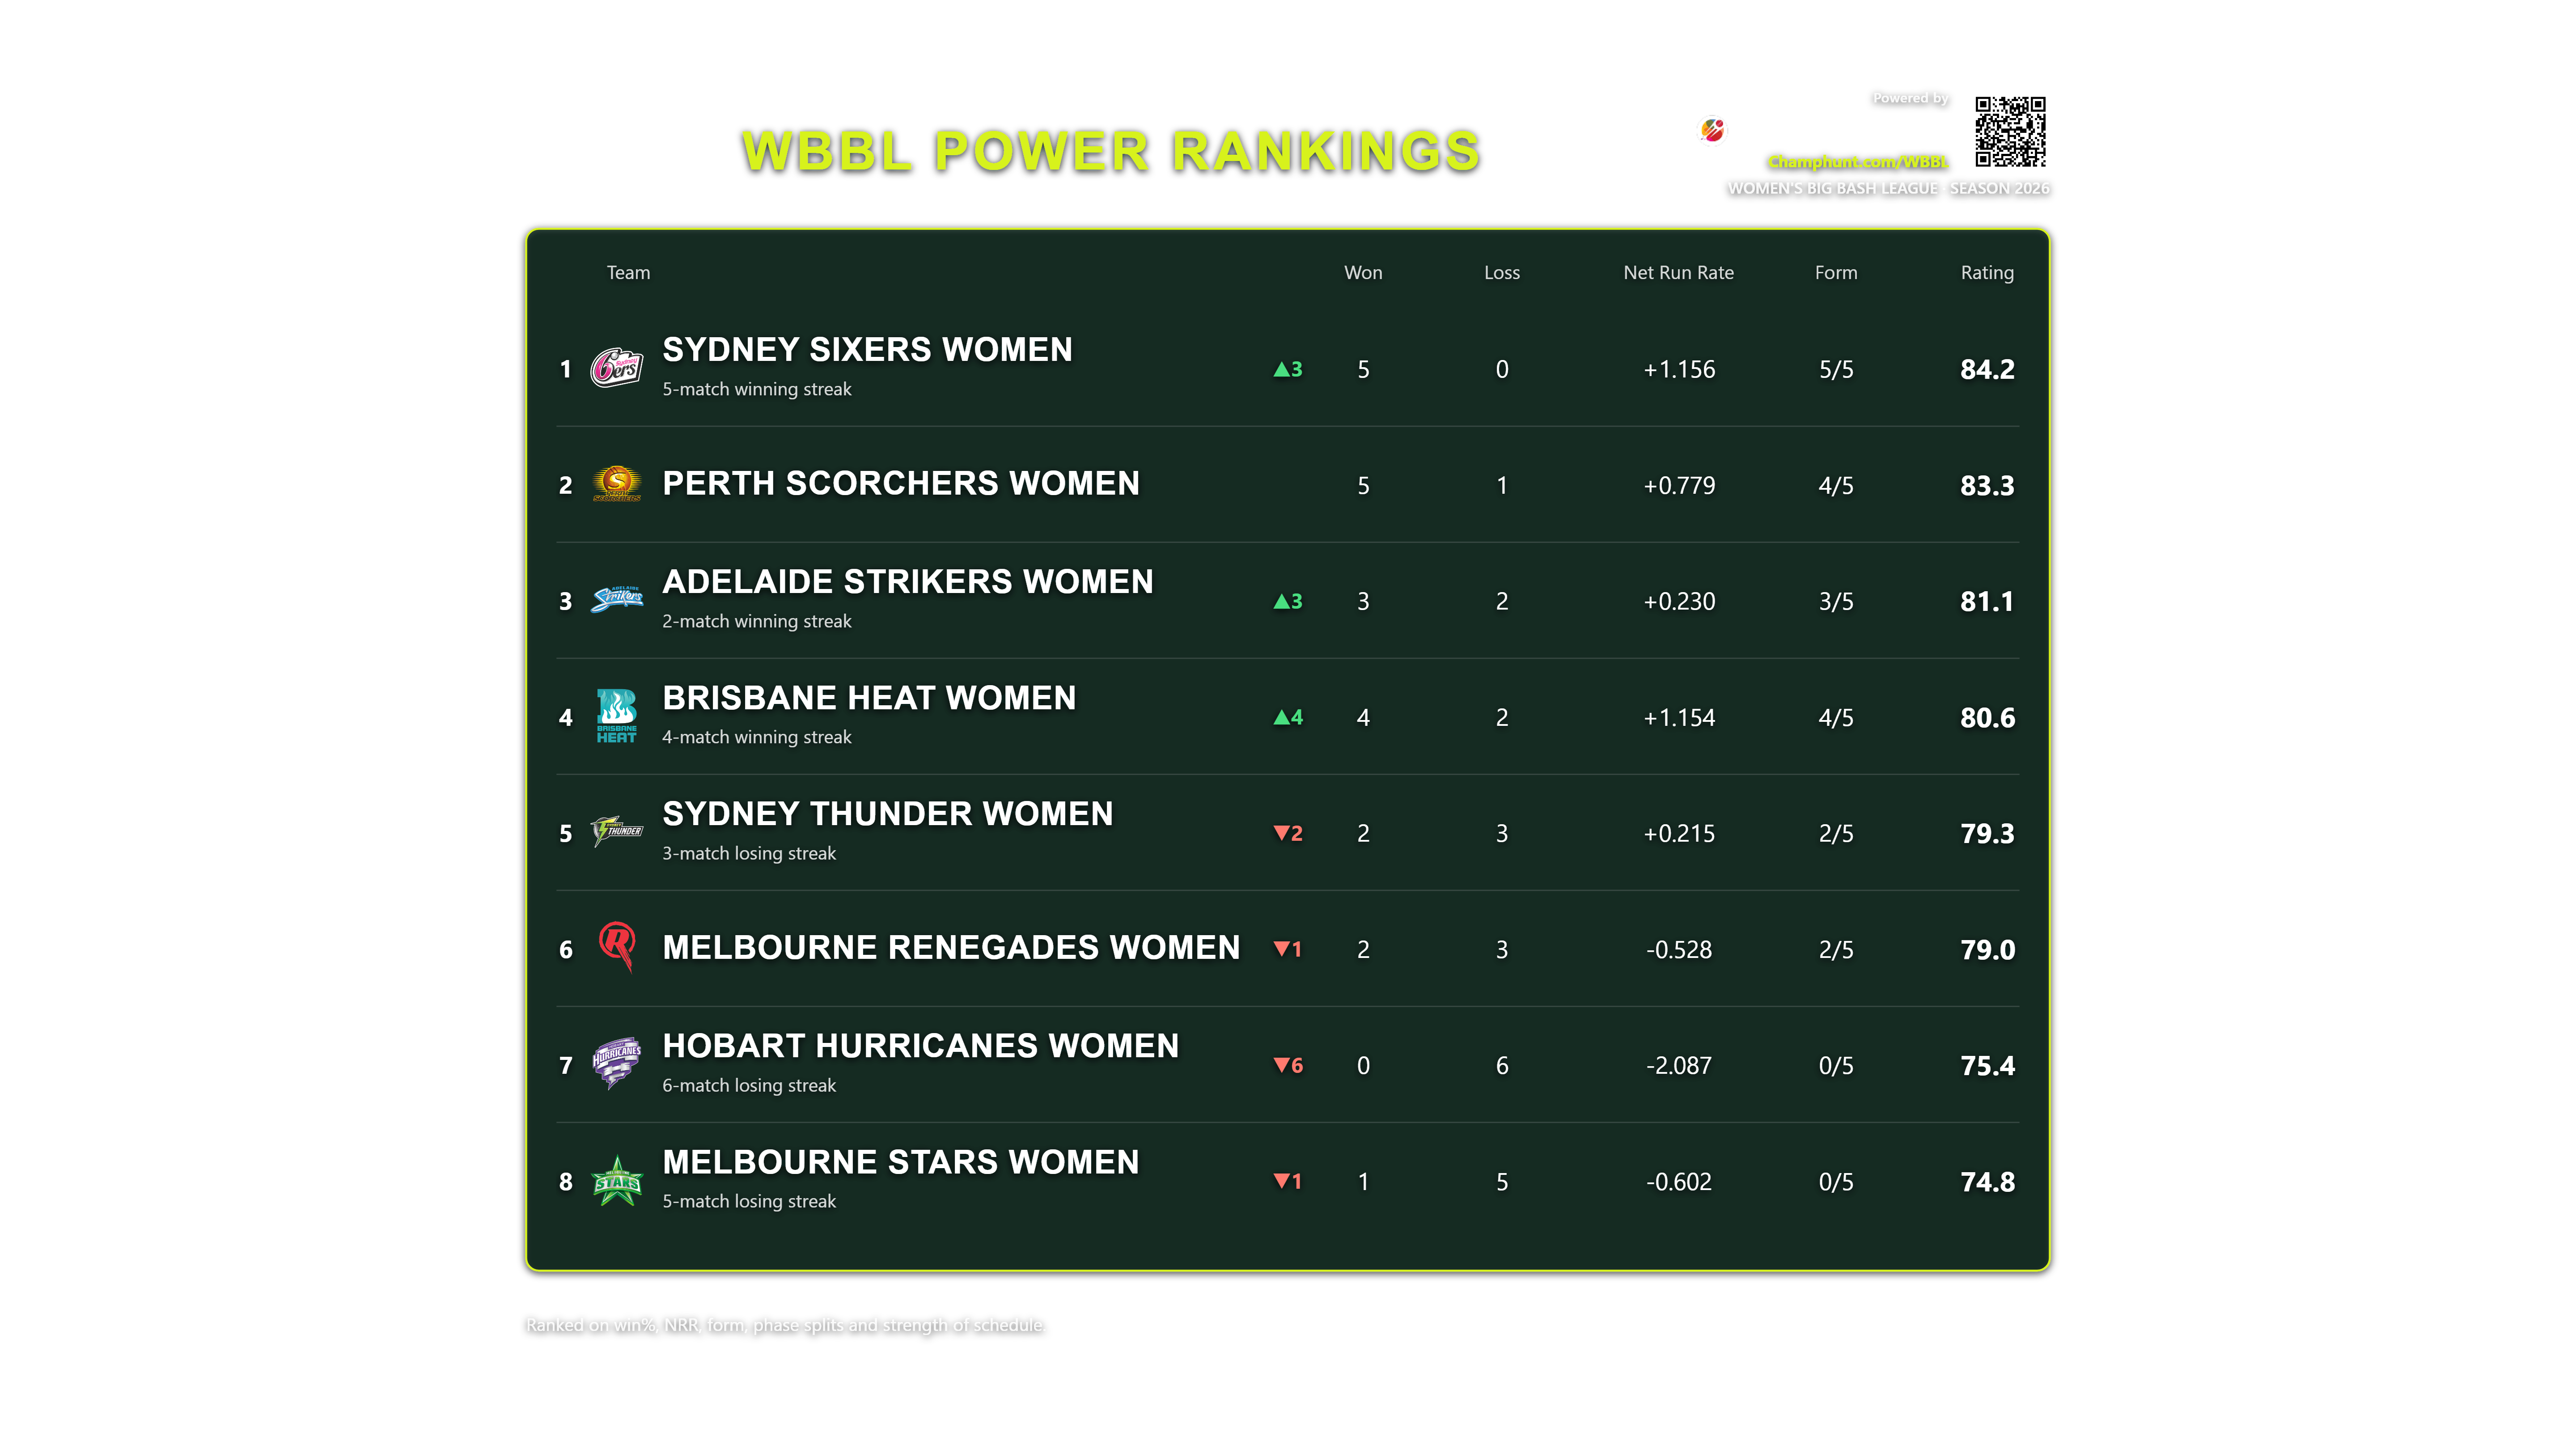 WBBL POWER RANKINGS
Powered by
Champhunt.com/WBBL
WOMEN'S BIG BASH LEAGUE · SEASON 2026
Team Won Loss Net Run Rate Form Rating
1 SYDNEY SIXERS WOMEN ▲3 5 0 +1.156 5/5 84.2
5-match winning streak
2 PERTH SCORCHERS WOMEN 5 1 +0.779 4/5 83.3
3 ADELAIDE STRIKERS WOMEN ▲3 3 2 +0.230 3/5 81.1
2-match winning streak
4 BRISBANE HEAT WOMEN ▲4 4 2 +1.154 4/5 80.6
4-match winning streak
5 SYDNEY THUNDER WOMEN ▼2 2 3 +0.215 2/5 79.3
3-match losing streak
6 MELBOURNE RENEGADES WOMEN ▼1 2 3 -0.528 2/5 79.0
7 HOBART HURRICANES WOMEN ▼6 0 6 -2.087 0/5 75.4
6-match losing streak
8 MELBOURNE STARS WOMEN ▼1 1 5 -0.602 0/5 74.8
5-match losing streak
Ranked on win%, NRR, form, phase splits and strength of schedule.